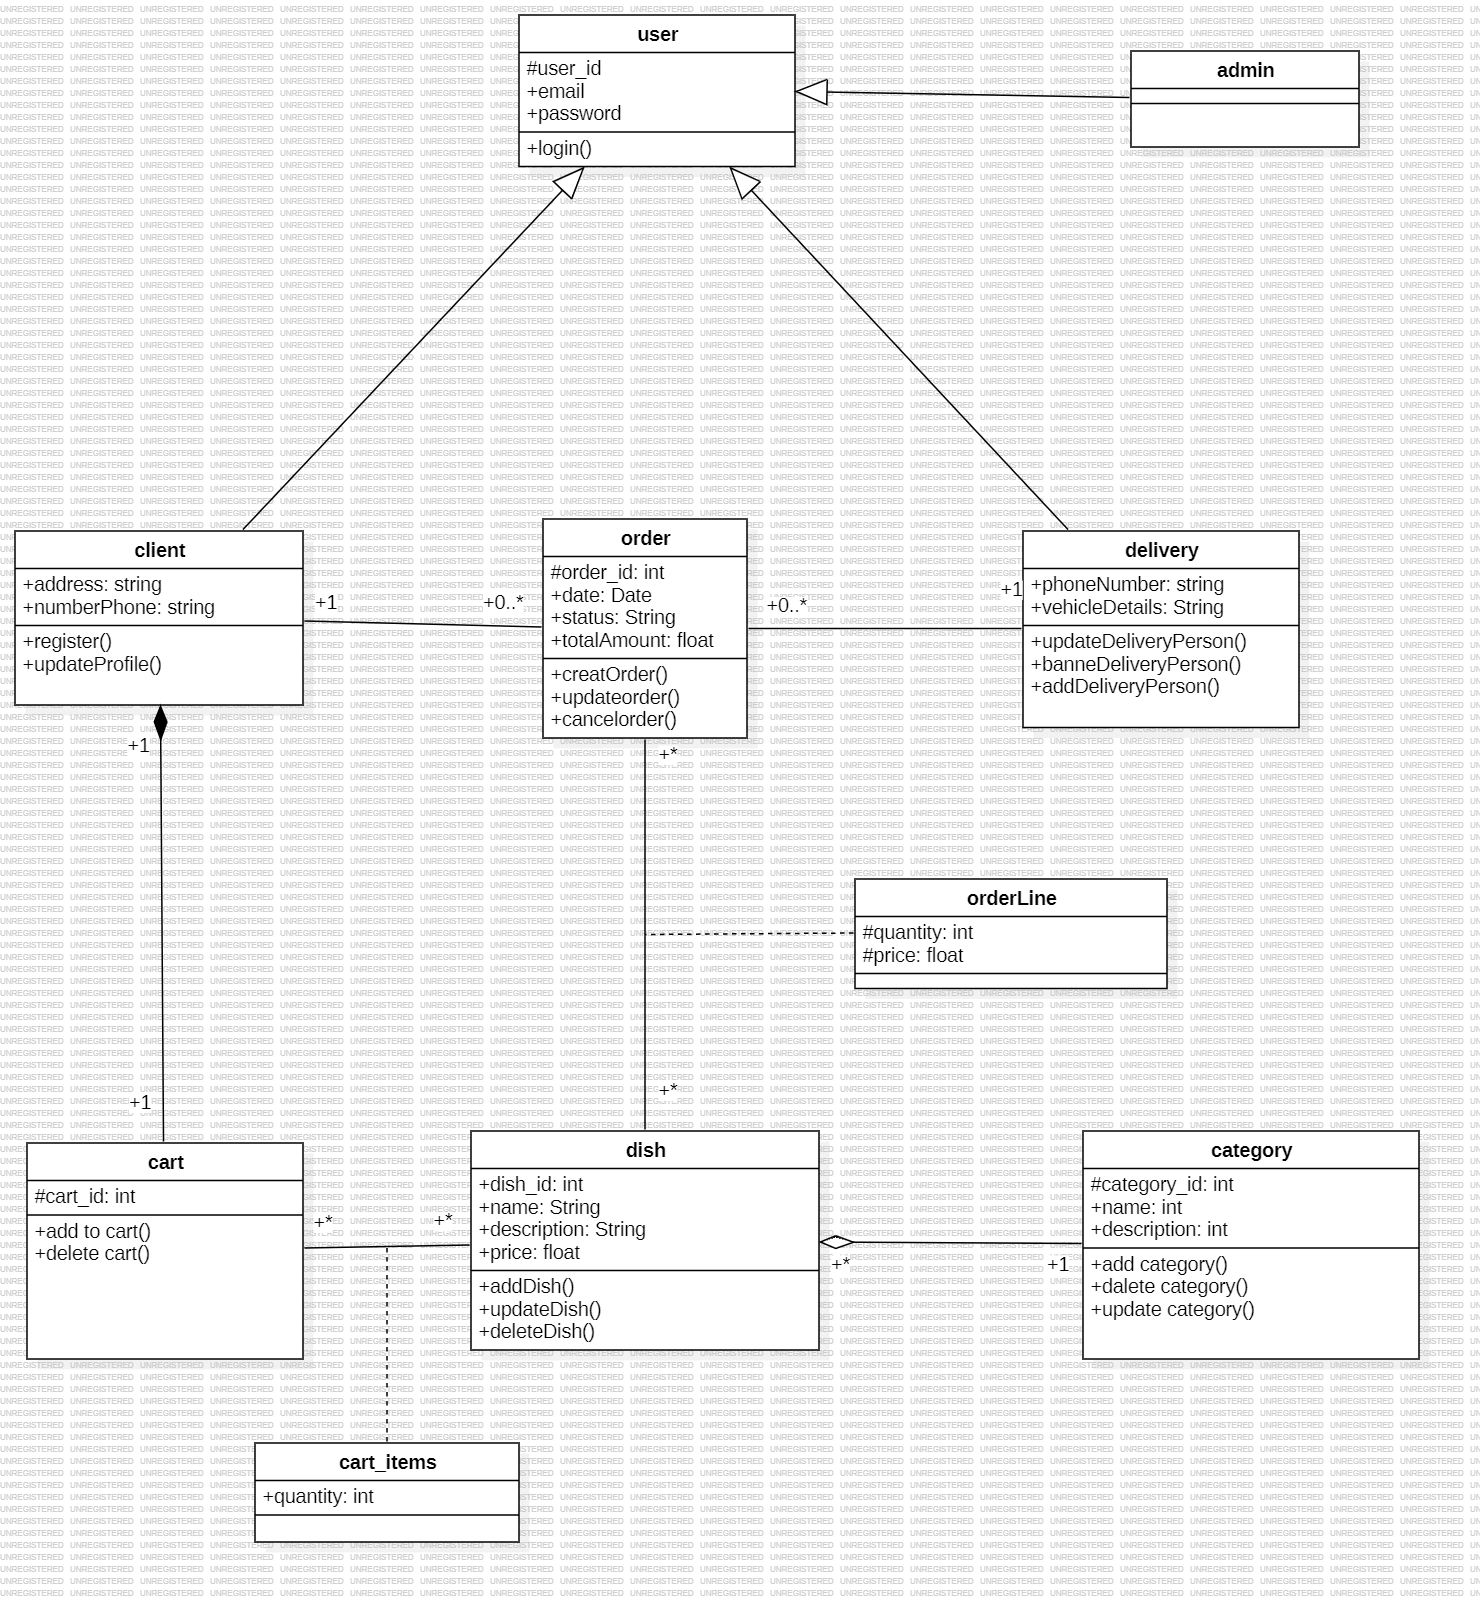 user
#user_id
+email
+password
+login()
admin
client
+address: string
+numberPhone: string
+register()
+updateProfile()
+1
+0..*
order
#order_id: int
+date: Date
+status: String
+totalAmount: float
+creatOrder()
+updateorder()
+cancelorder()
+0..*
+1
delivery
+phoneNumber: string
+vehicleDetails: String
+updateDeliveryPerson()
+banneDeliveryPerson()
+addDeliveryPerson()
+1
+*
orderLine
#quantity: int
#price: float
+1
+*
cart
#cart_id: int
+add to cart()
+delete cart()
+*
+*
dish
+dish_id: int
+name: String
+description: String
+price: float
+addDish()
+updateDish()
+deleteDish()
+*
+1
category
#category_id: int
+name: int
+description: int
+add category()
+dalete category()
+update category()
cart_items
+quantity: int
UNREGISTERED